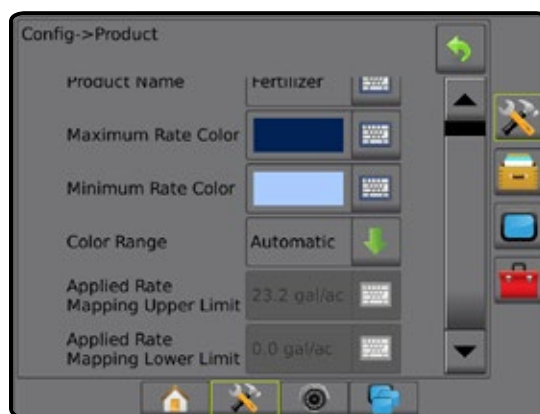 Config->Product
Product Name Fertilizer
Maximum Rate Color
Minimum Rate Color
Color Range Automatic
Applied Rate
Mapping Upper Limit 23.2 gal/ac
Applied Rate
Mapping Lower Limit 0.0 gal/ac